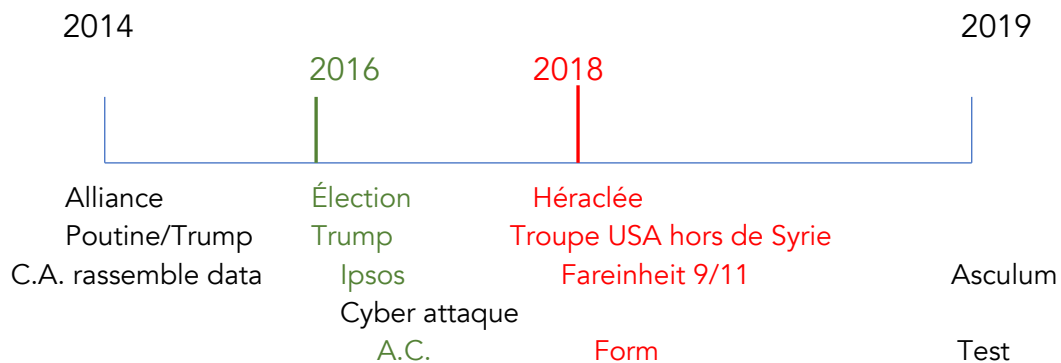 2014 2019
2016 2018
Alliance Élection Héraclée
Poutine/Trump Trump Troupe USA hors de Syrie
C.A. rassemble data Ipsos Fareinheit 9/11 Asculum
Cyber attaque
A.C. Form Test